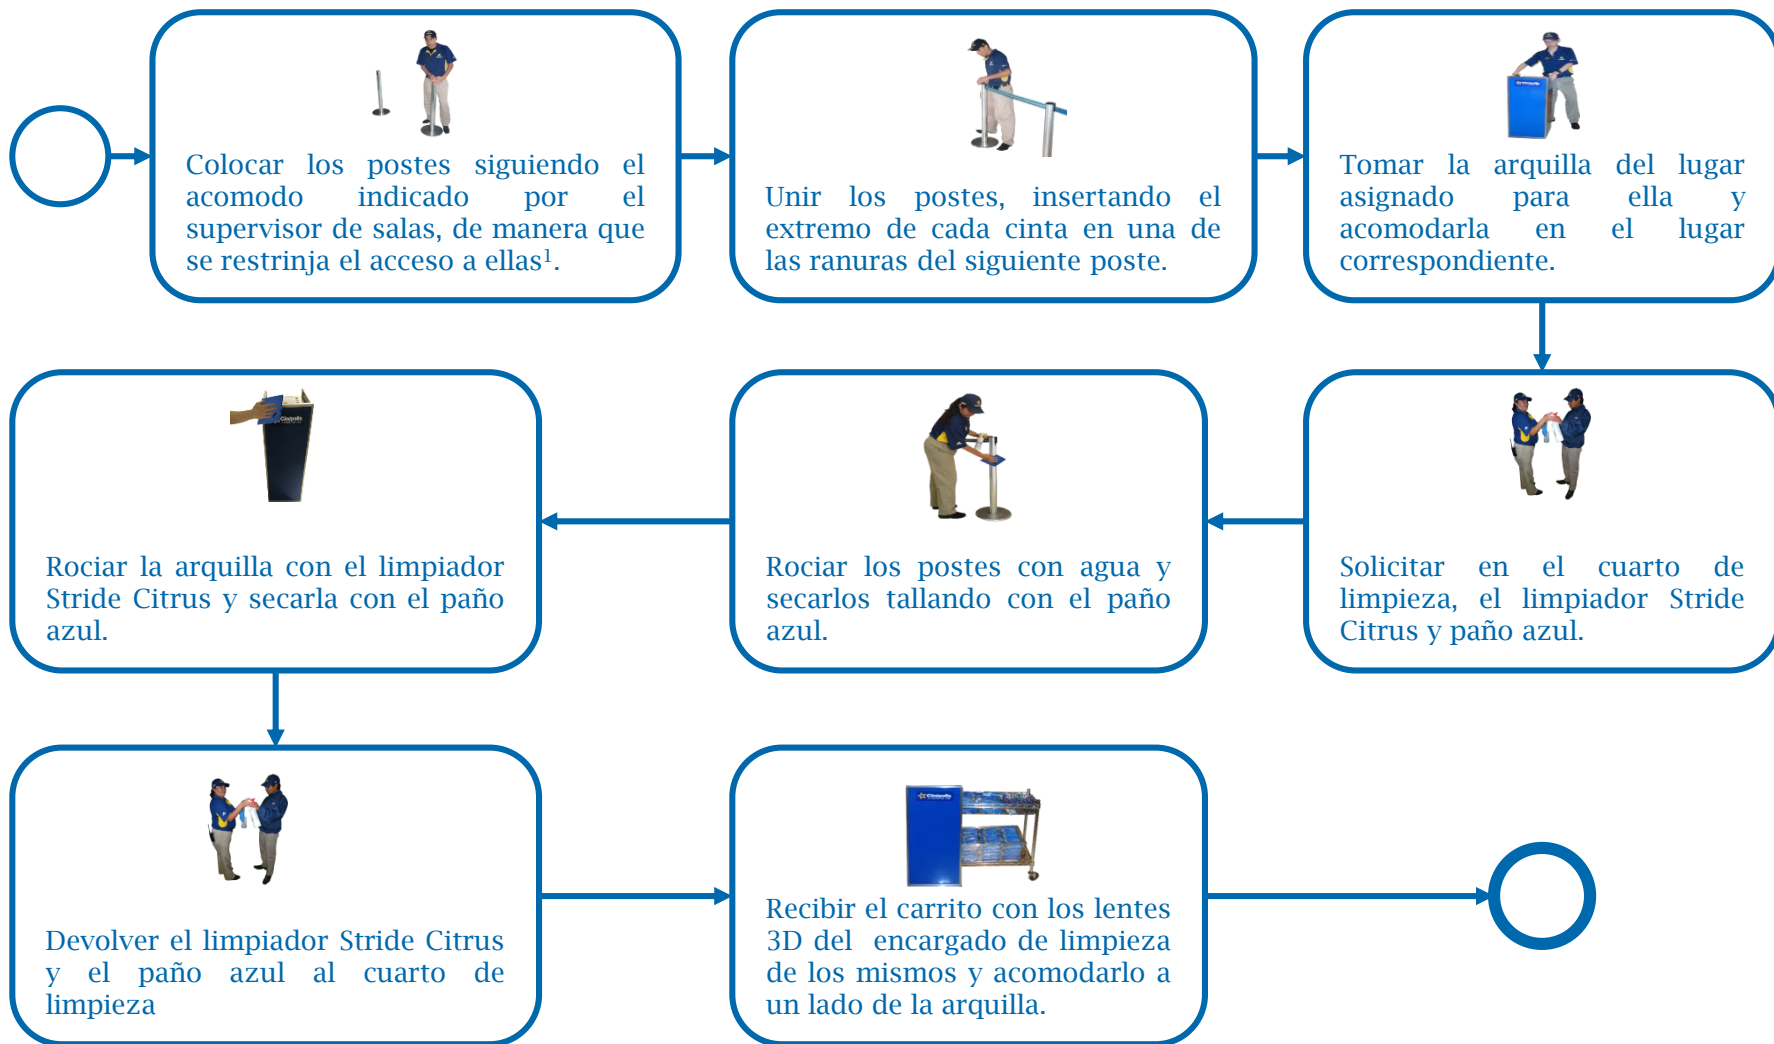 Colocar los postes siguiendo el
acomodo indicado por el
supervisor de salas, de manera que
se restrinja el acceso a ellas¹.
Unir los postes, insertando el
extremo de cada cinta en una de
las ranuras del siguiente poste.
Cinépolis
Tomar la arquilla del lugar
asignado para ella y
acomodarla en el lugar
correspondiente.
Cinépolis
Rociar la arquilla con el limpiador
Stride Citrus y secarla con el paño
azul.
Rociar los postes con agua y
secarlos tallando con el paño
azul.
Solicitar en el cuarto de
limpieza, el limpiador Stride
Citrus y paño azul.
Devolver el limpiador Stride Citrus
y el paño azul al cuarto de
limpieza
Cinépolis
Recibir el carrito con los lentes
3D del encargado de limpieza
de los mismos y acomodarlo a
un lado de la arquilla.